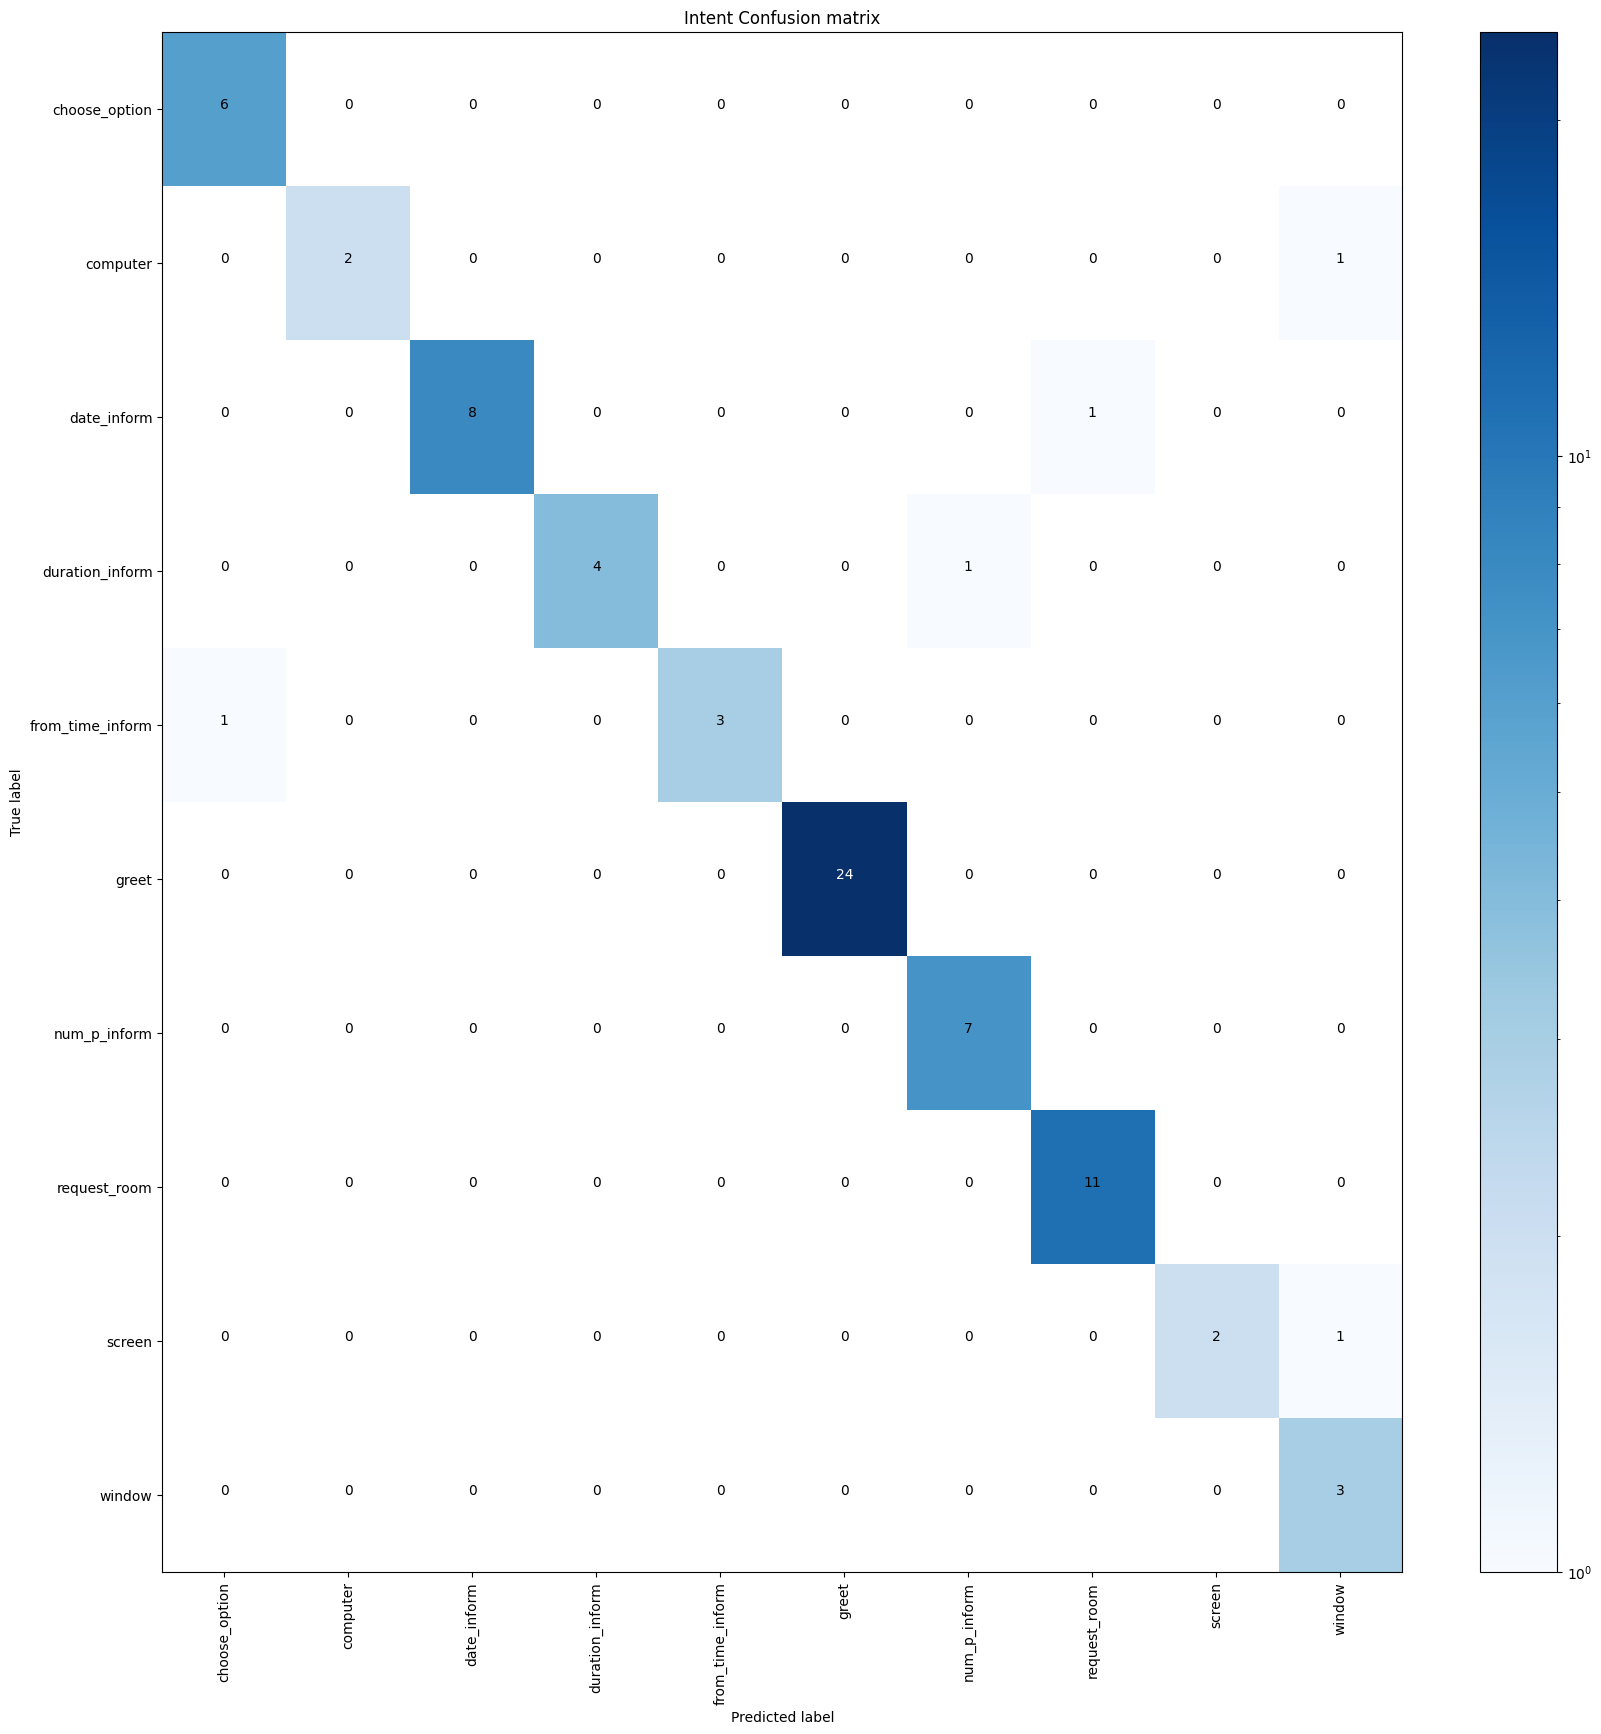 Intent Confusion matrix
choose_option 6 0 0 0 0 0 0 0 0 0
computer 0 2 0 0 0 0 0 0 0 1
date_inform 0 0 8 0 0 0 0 1 0 0
duration_inform 0 0 0 4 0 0 1 0 0 0
from_time_inform 1 0 0 0 3 0 0 0 0 0
greet 0 0 0 0 0 24 0 0 0 0
num_p_inform 0 0 0 0 0 0 7 0 0 0
request_room 0 0 0 0 0 0 0 11 0 0
screen 0 0 0 0 0 0 0 0 2 1
window 0 0 0 0 0 0 0 0 0 3
True label
choose_option computer date_inform duration_inform from_time_inform greet num_p_inform request_room screen window
Predicted label
10¹
10⁰